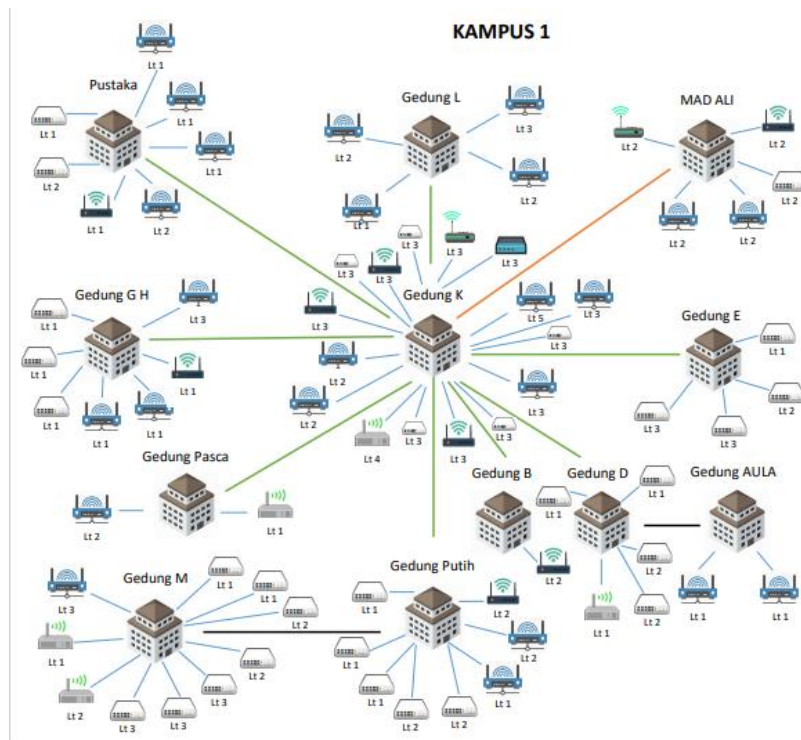 KAMPUS 1
Lt 1
Pustaka
Lt 1
Lt 1
Lt 1
Lt 2
Lt 1
Lt 2
Gedung L
Lt 3
Lt 2
Lt 2
Lt 1
MAD ALI
Lt 2
Lt 2
Lt 2
Lt 2
Lt 2
Lt 3
Lt 3
Lt 3
Lt 3
Lt 3
Gedung K
Lt 3
Lt 5
Lt 3
Lt 3
Lt 2
Lt 2
Lt 3
Lt 4
Lt 3
Lt 3
Lt 3
Gedung G H
Lt 1
Lt 3
Lt 1
Lt 1
Lt 1
Lt 1
Lt 1
Gedung E
Lt 1
Lt 2
Lt 3
Lt 3
Gedung Pasca
Lt 2
Lt 1
Gedung B
Lt 2
Gedung D
Lt 1
Lt 1
Lt 2
Lt 1
Lt 2
Gedung AULA
Lt 1
Lt 1
Gedung M
Lt 1
Lt 1
Lt 2
Lt 3
Lt 1
Lt 2
Lt 2
Lt 3
Lt 3
Lt 3
Gedung Putih
Lt 1
Lt 2
Lt 1
Lt 2
Lt 1
Lt 2
Lt 2
Lt 1